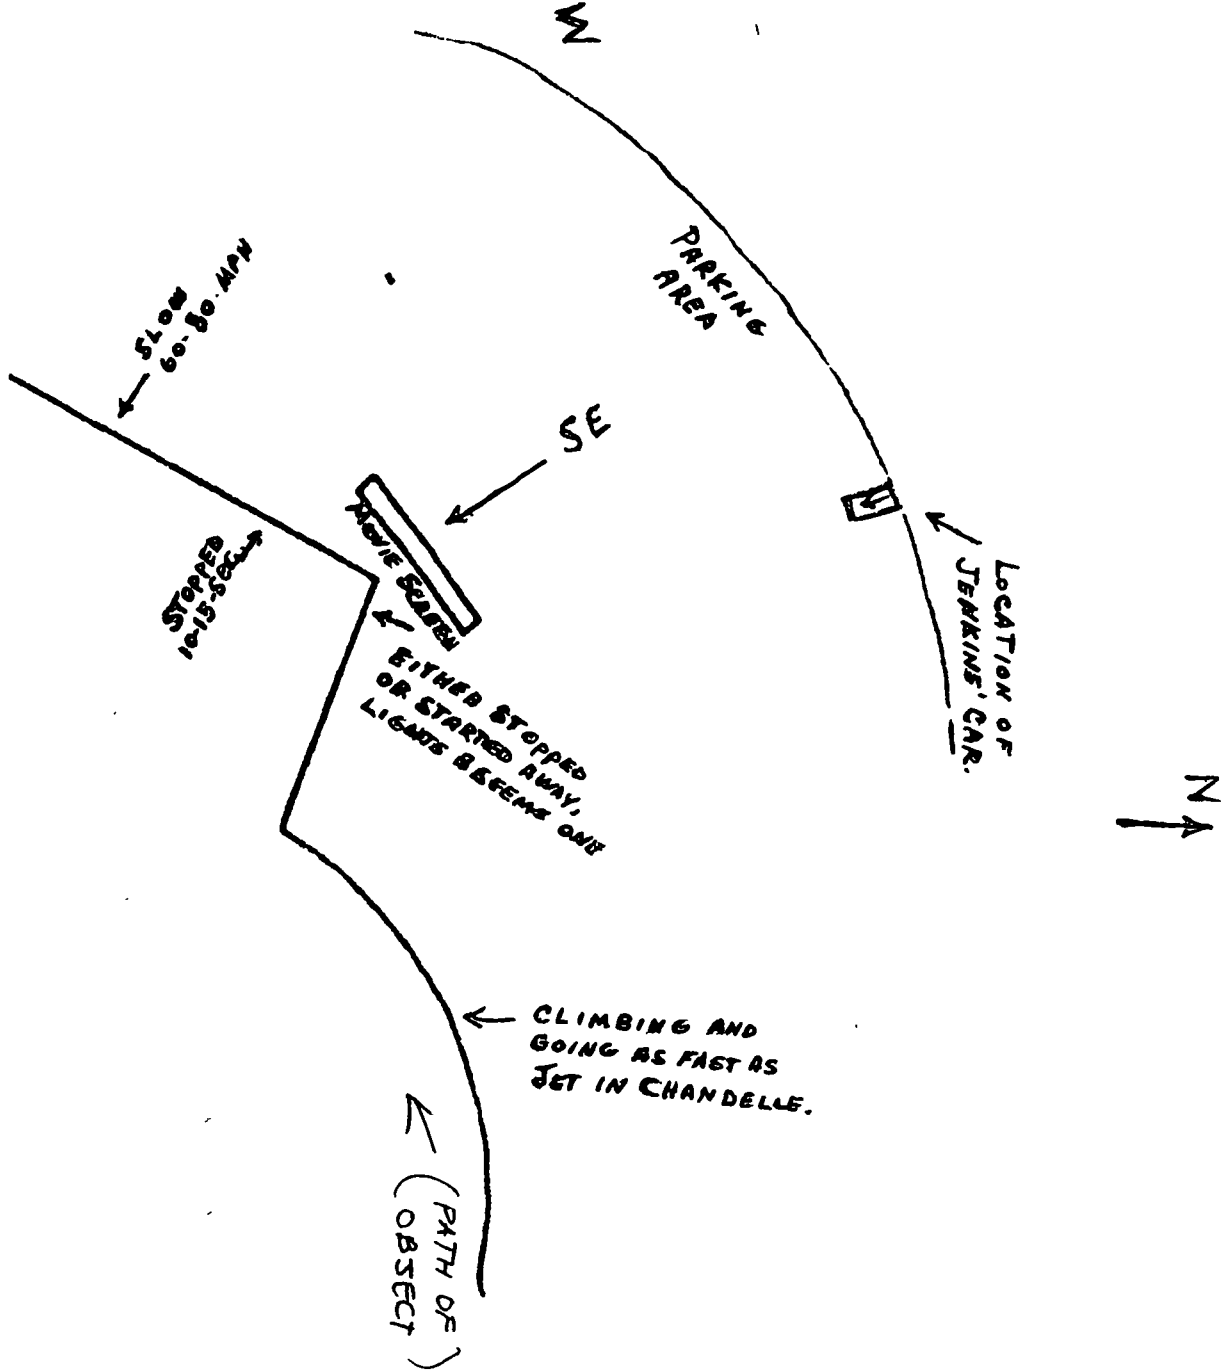 W
PARKING
AREA
SLOW
60-80-MPH
SE
MOVIE SCREEN
STOPPED
10-15-SEC
LOCATION OF
JENKINS' CAR.
N
EITHER STOPPED
OR STARTED AWAY,
LIGHTS BECAME ONE
CLIMBING AND
GOING AS FAST AS
JET IN CHANDELLE.
(PATH OF
OBJECT)